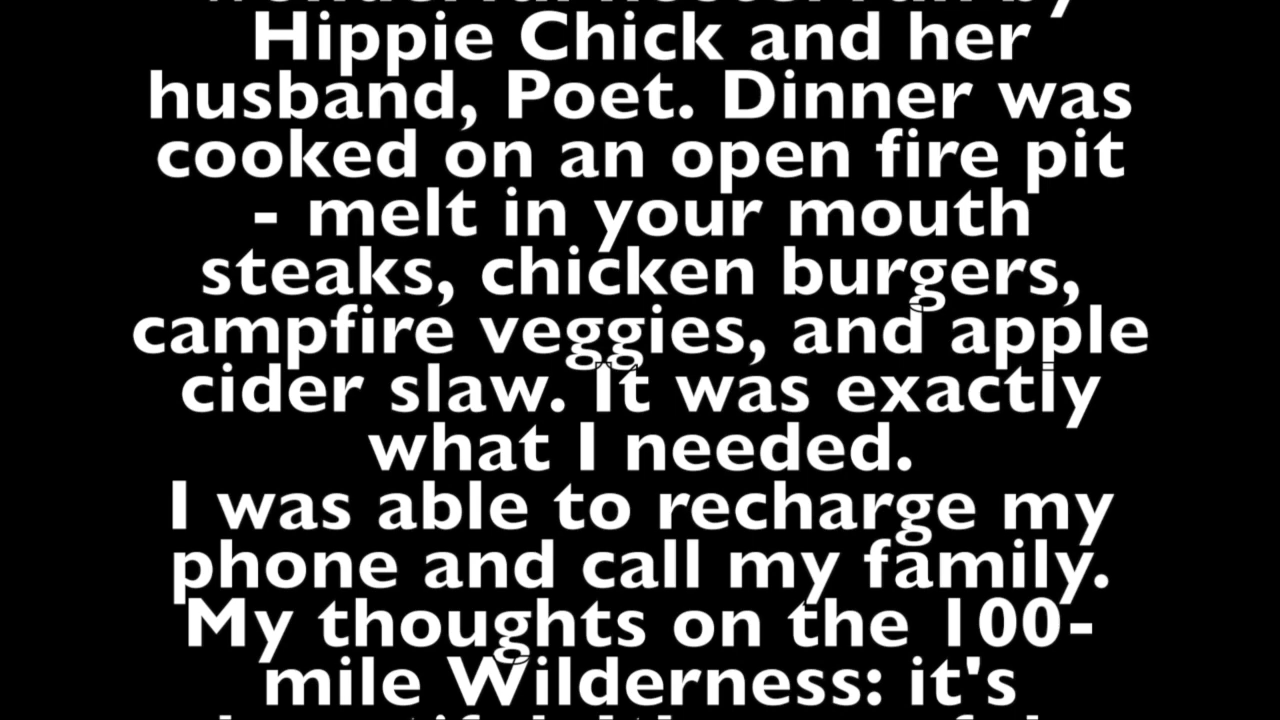 Hippie Chick and her
husband, Poet. Dinner was
cooked on an open fire pit
- melt in your mouth
steaks, chicken burgers,
campfire veggies, and apple
cider slaw. It was exactly
what I needed.
I was able to recharge my
phone and call my family.
My thoughts on the 100-
mile Wilderness: it's